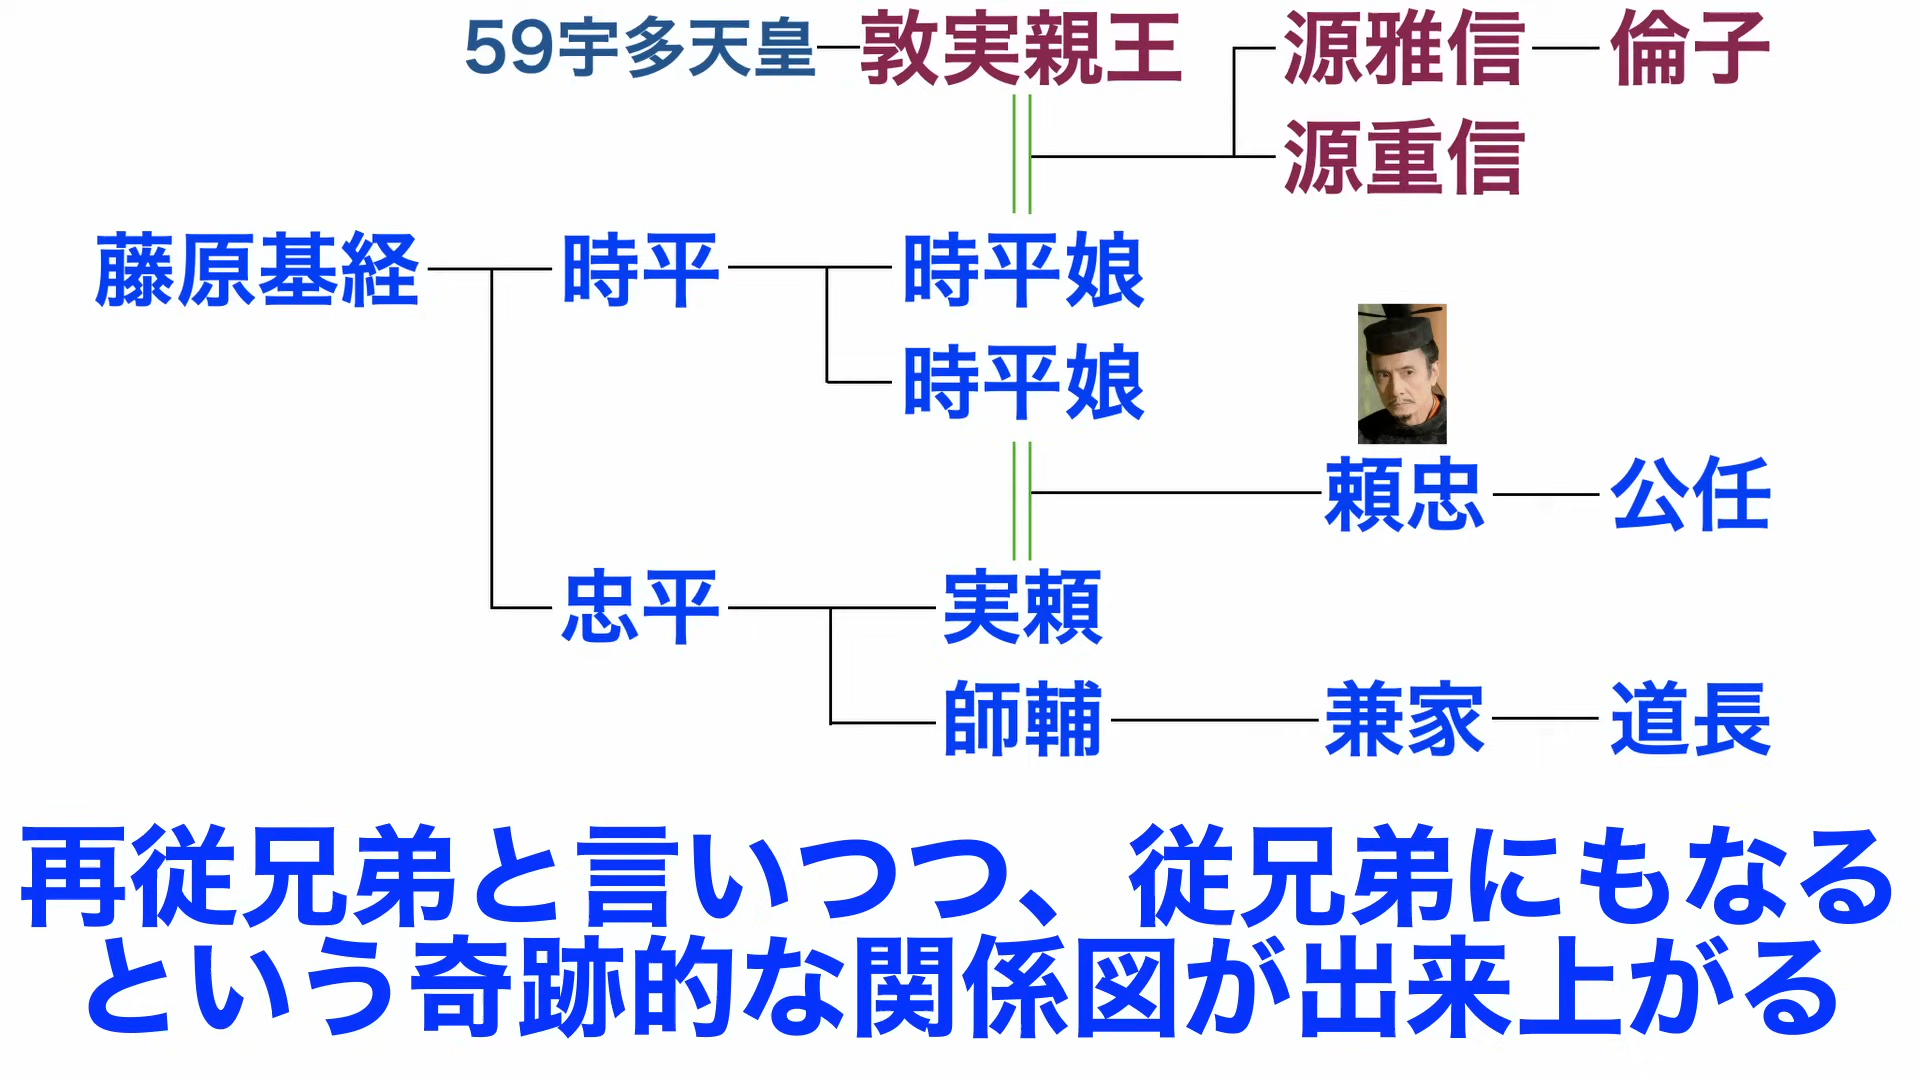 59宇多天皇 敦実親王 源雅信 倫子
源重信
藤原基経 時平 時平娘
時平娘
頼忠 公任
忠平 実頼
師輔 兼家 道長
再従兄弟と言いつつ、従兄弟にもなる
という奇跡的な関係図が出来上がる